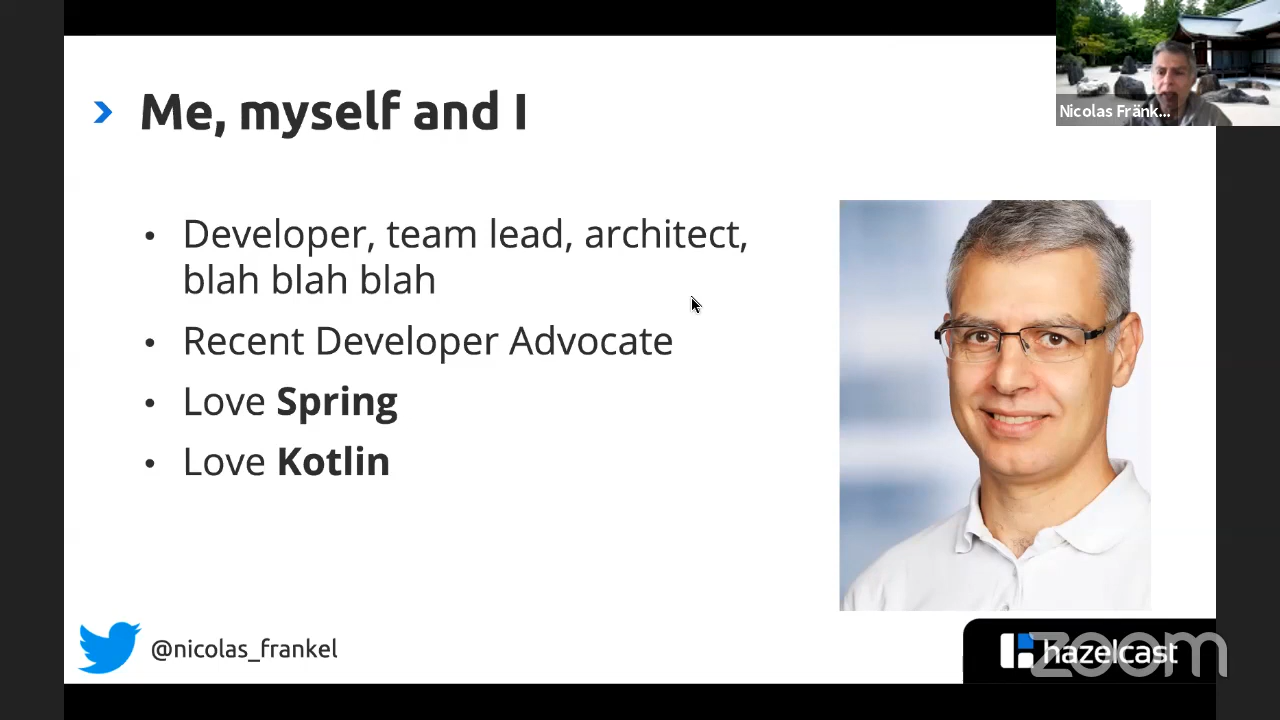 Me, myself and I
Nicolas Fränk...
• Developer, team lead, architect,
blah blah blah
• Recent Developer Advocate
• Love Spring
• Love Kotlin
@nicolas_frankel
hazelcast
zoom